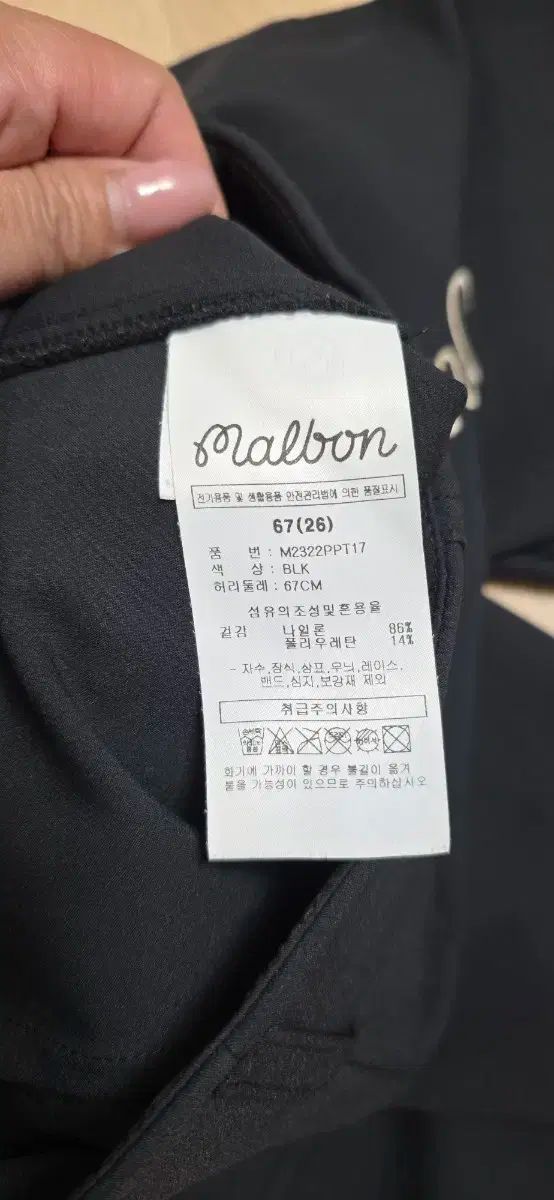 malbon
전기용품 및 생활용품 안전관리법에 의한 품질표시
67(26)
품 번 : M2322PPT17
색 상 : BLK
허리둘레 : 67CM
섬유의조성및혼용율
겉감 나일론 86%
폴리우레탄 14%
- 자수,장식,상표,무늬,레이스,
밴드,심지,보강재 제외
취급주의사항
화기에 가까이 할 경우 불길이 옮겨
붙을 가능성이 있으므로 주의하십시오